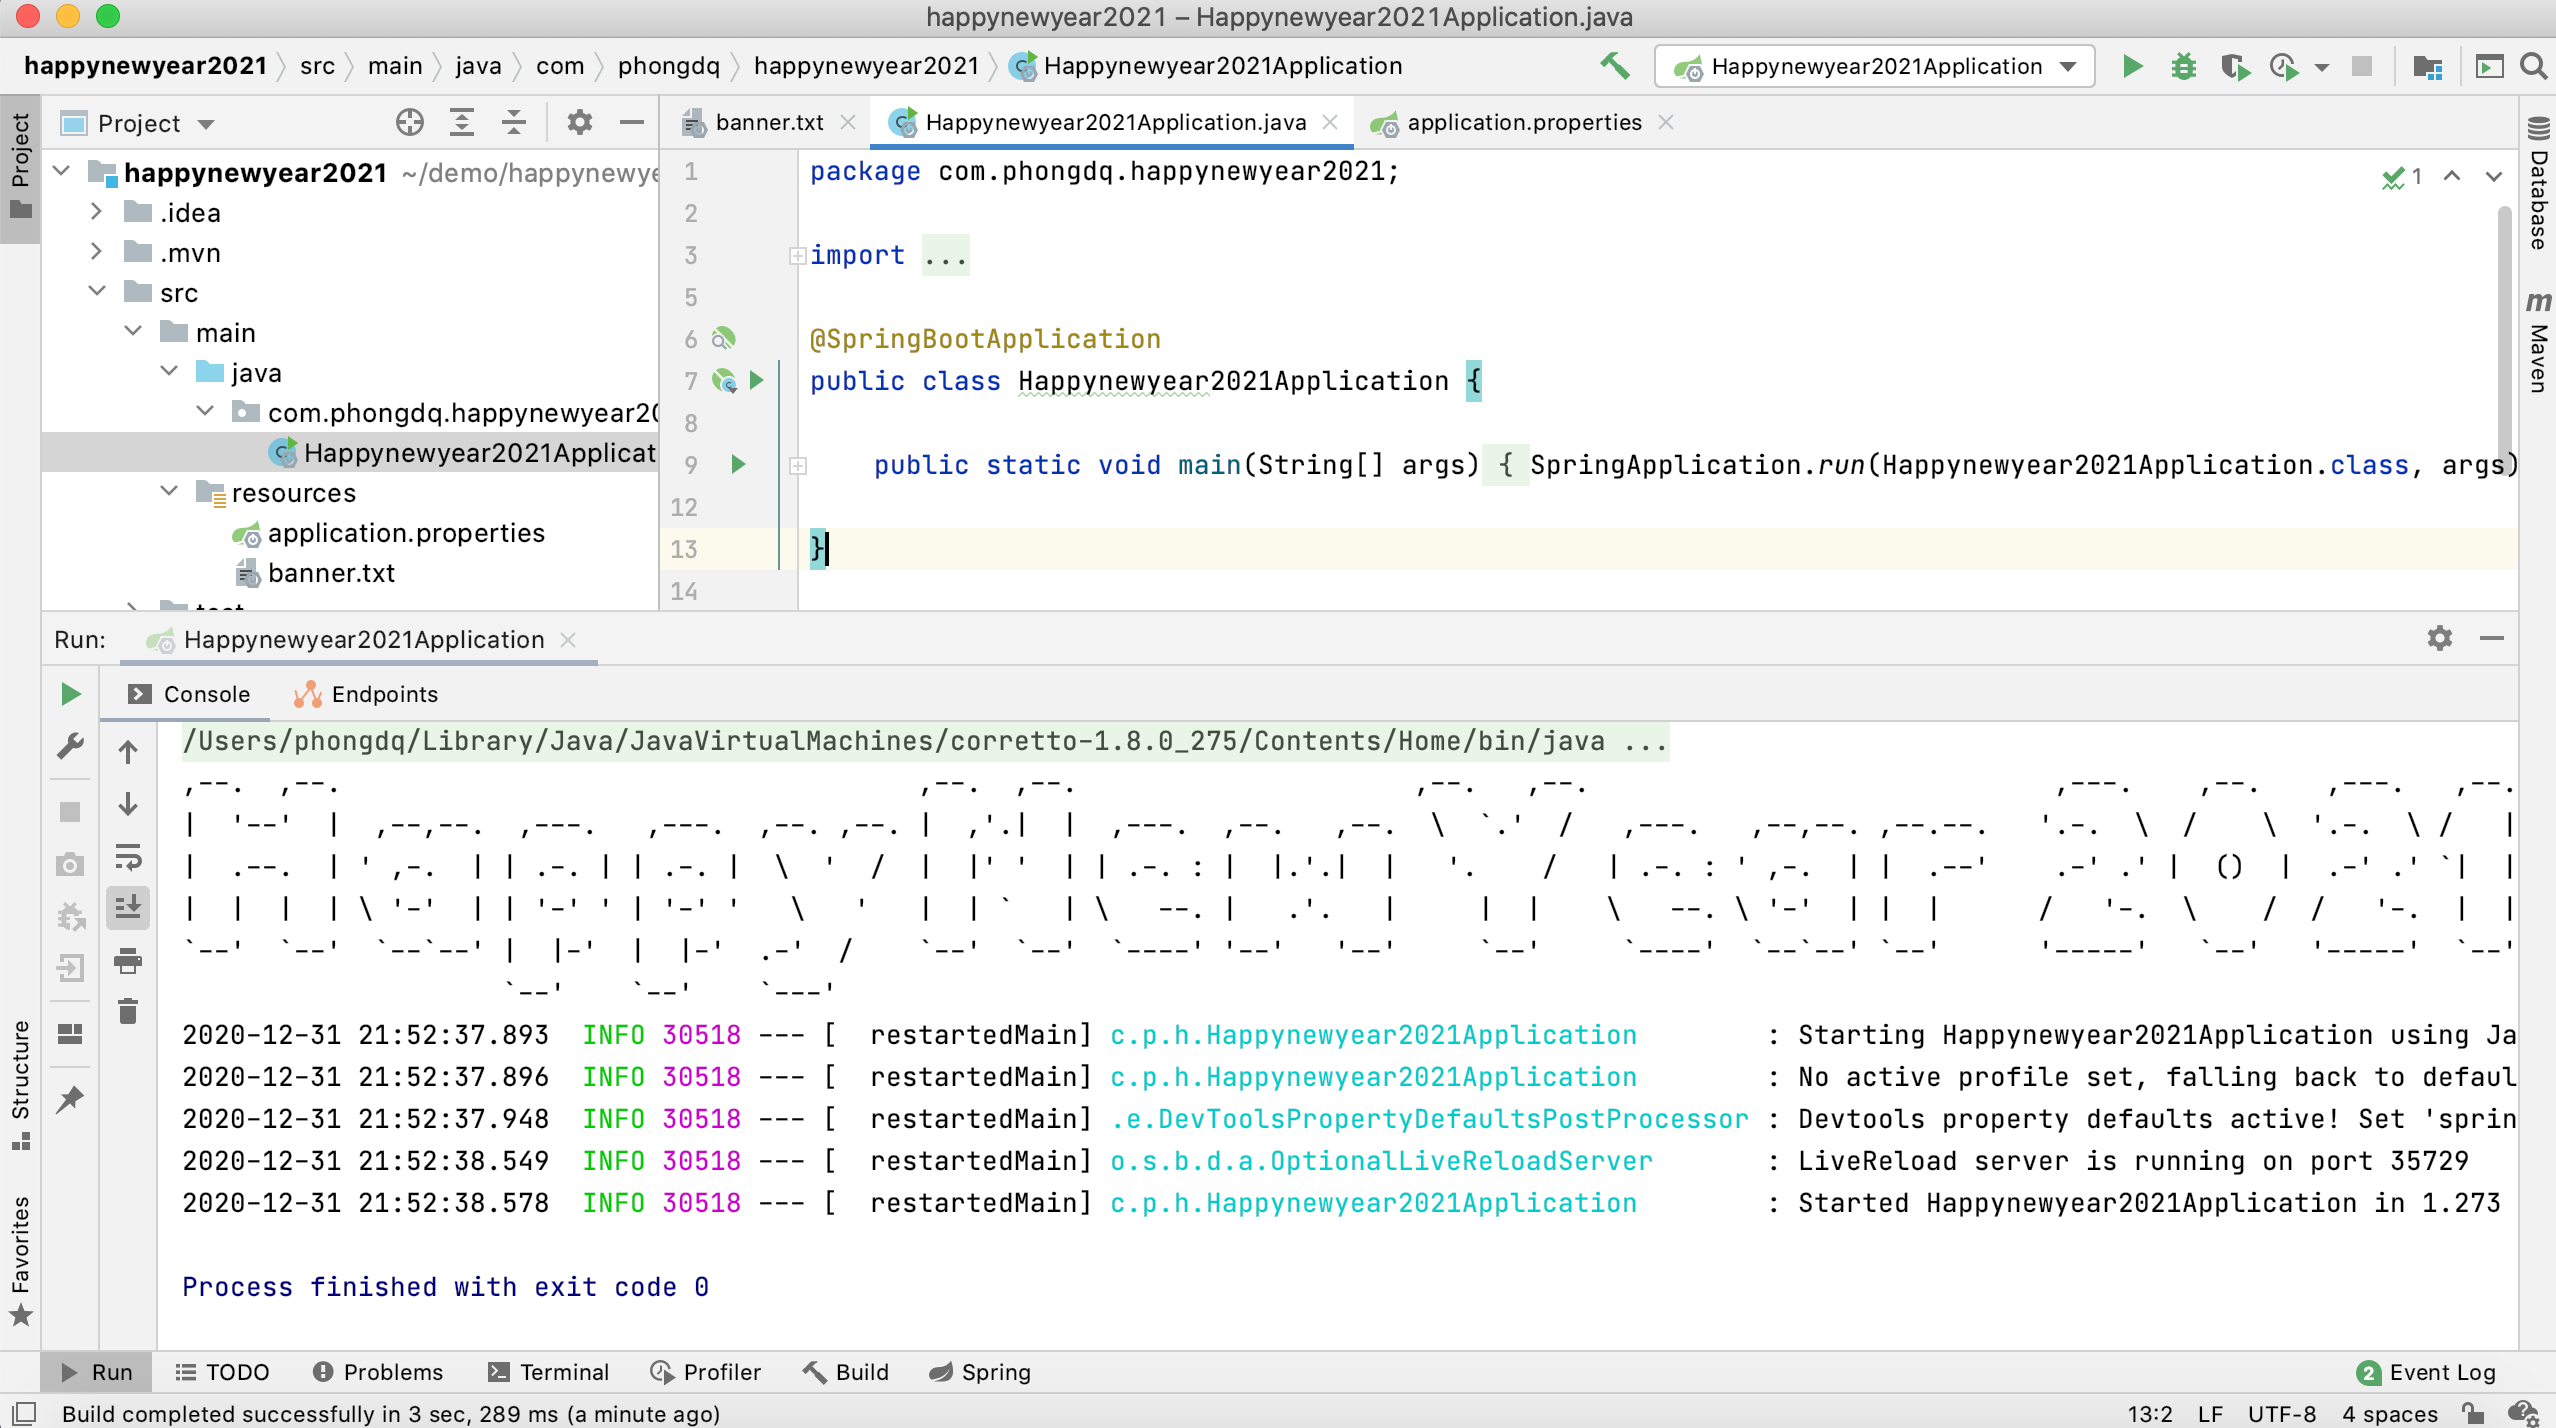 happynewyear2021 – Happynewyear2021Application.java
happynewyear2021 src main java com phongdq happynewyear2021 Happynewyear2021Application
Happynewyear2021Application
Project
banner.txt
Happynewyear2021Application.java
application.properties
Project
happynewyear2021 ~/demo/happynewye
.idea
.mvn
src
main
java
com.phongdq.happynewyear20
Happynewyear2021Applicat
resources
application.properties
banner.txt
test
1 package com.phongdq.happynewyear2021;
2
3 import ...
5
6 @SpringBootApplication
7 public class Happynewyear2021Application {
8
9 public static void main(String[] args) { SpringApplication.run(Happynewyear2021Application.class, args)
12
13 }
14
1
Database
m Maven
Run: Happynewyear2021Application
Console Endpoints
/Users/phongdq/Library/Java/JavaVirtualMachines/corretto-1.8.0_275/Contents/Home/bin/java ...
HappyNewYear 2021
2020-12-31 21:52:37.893 INFO 30518 --- [ restartedMain] c.p.h.Happynewyear2021Application : Starting Happynewyear2021Application using Ja
2020-12-31 21:52:37.896 INFO 30518 --- [ restartedMain] c.p.h.Happynewyear2021Application : No active profile set, falling back to defaul
2020-12-31 21:52:37.948 INFO 30518 --- [ restartedMain] .e.DevToolsPropertyDefaultsPostProcessor : Devtools property defaults active! Set 'sprin
2020-12-31 21:52:38.549 INFO 30518 --- [ restartedMain] o.s.b.d.a.OptionalLiveReloadServer : LiveReload server is running on port 35729
2020-12-31 21:52:38.578 INFO 30518 --- [ restartedMain] c.p.h.Happynewyear2021Application : Started Happynewyear2021Application in 1.273
Process finished with exit code 0
Structure
Favorites
Run TODO Problems Terminal Profiler Build Spring
2 Event Log
Build completed successfully in 3 sec, 289 ms (a minute ago)
13:2 LF UTF-8 4 spaces